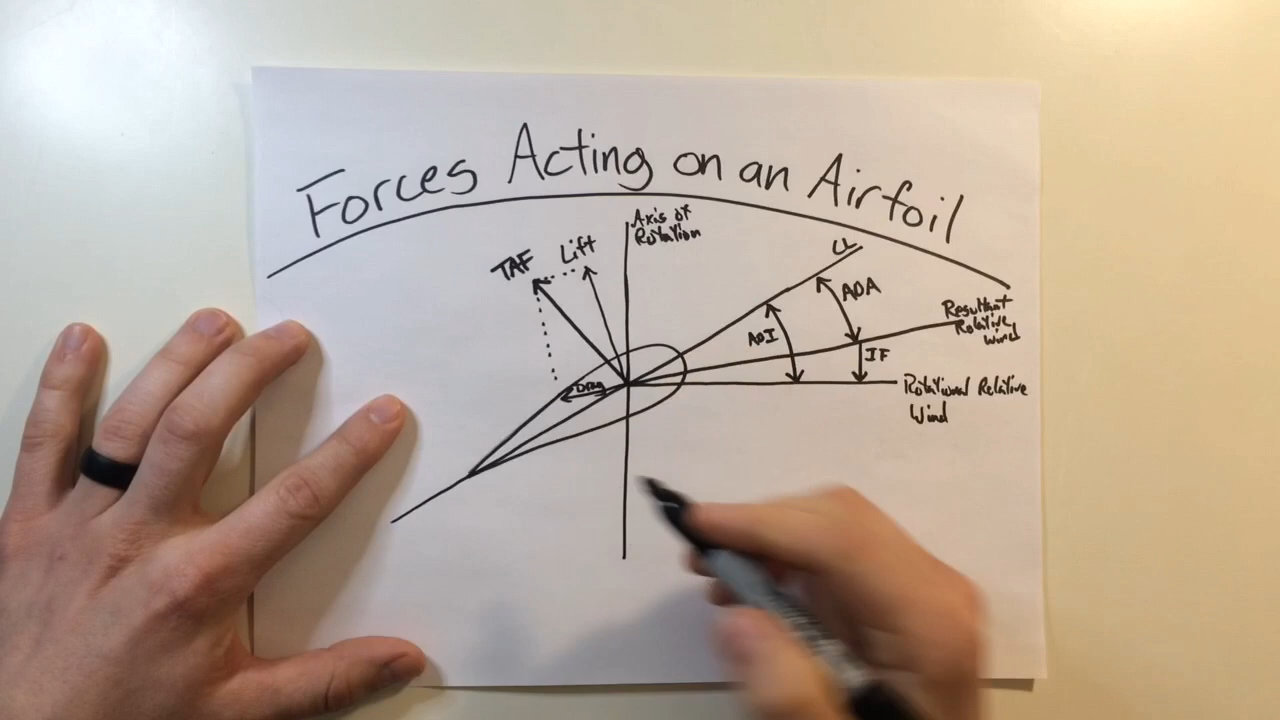 Forces Acting on an Airfoil
Axis of
Rotation
TAF
Lift
CL
AOA
Resultant
Relative
Wind
AOI
IF
Drag
Rotational Relative
Wind